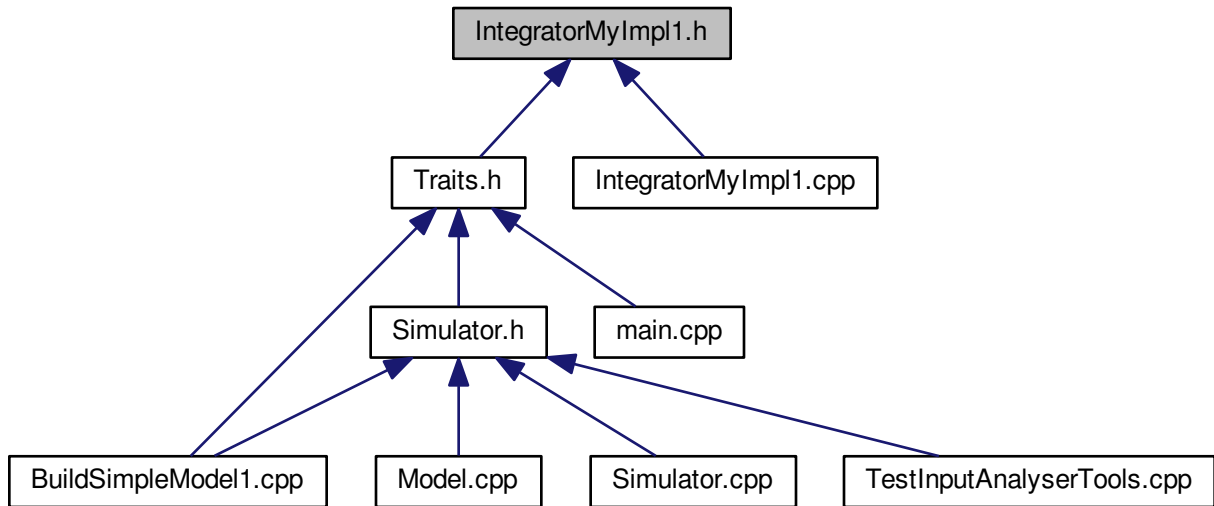 IntegratorMyImpl1.h
Traits.h
IntegratorMyImpl1.cpp
Simulator.h
main.cpp
BuildSimpleModel1.cpp
Model.cpp
Simulator.cpp
TestInputAnalyserTools.cpp